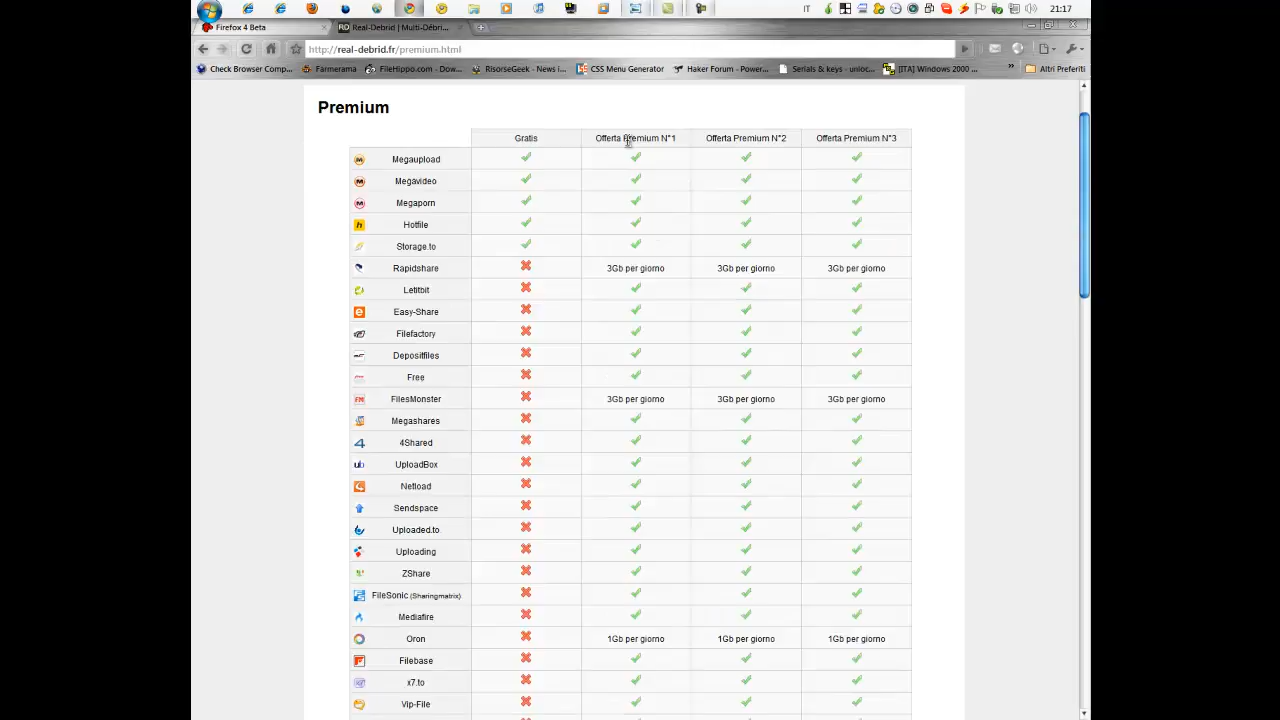 IT 21:17
Firefox 4 Beta Real-Debrid | Multi-Débri...
http://real-debrid.fr/premium.html
Check Browser Comp... Farmerama FileHippo.com - Dow... RisorseGeek - News i... CSS Menu Generator Haker Forum - Power... Serials & keys - unloc... [ITA] Windows 2000 ... » Altri Preferiti
Premium
Gratis Offerta Premium N°1 Offerta Premium N°2 Offerta Premium N°3
Megaupload
Megavideo
Megaporn
Hotfile
Storage.to
Rapidshare 3Gb per giorno 3Gb per giorno 3Gb per giorno
Letitbit
Easy-Share
Filefactory
Depositfiles
Free
FilesMonster 3Gb per giorno 3Gb per giorno 3Gb per giorno
Megashares
4Shared
UploadBox
Netload
Sendspace
Uploaded.to
Uploading
ZShare
FileSonic (Sharingmatrix)
Mediafire
Oron 1Gb per giorno 1Gb per giorno 1Gb per giorno
Filebase
x7.to
Vip-File